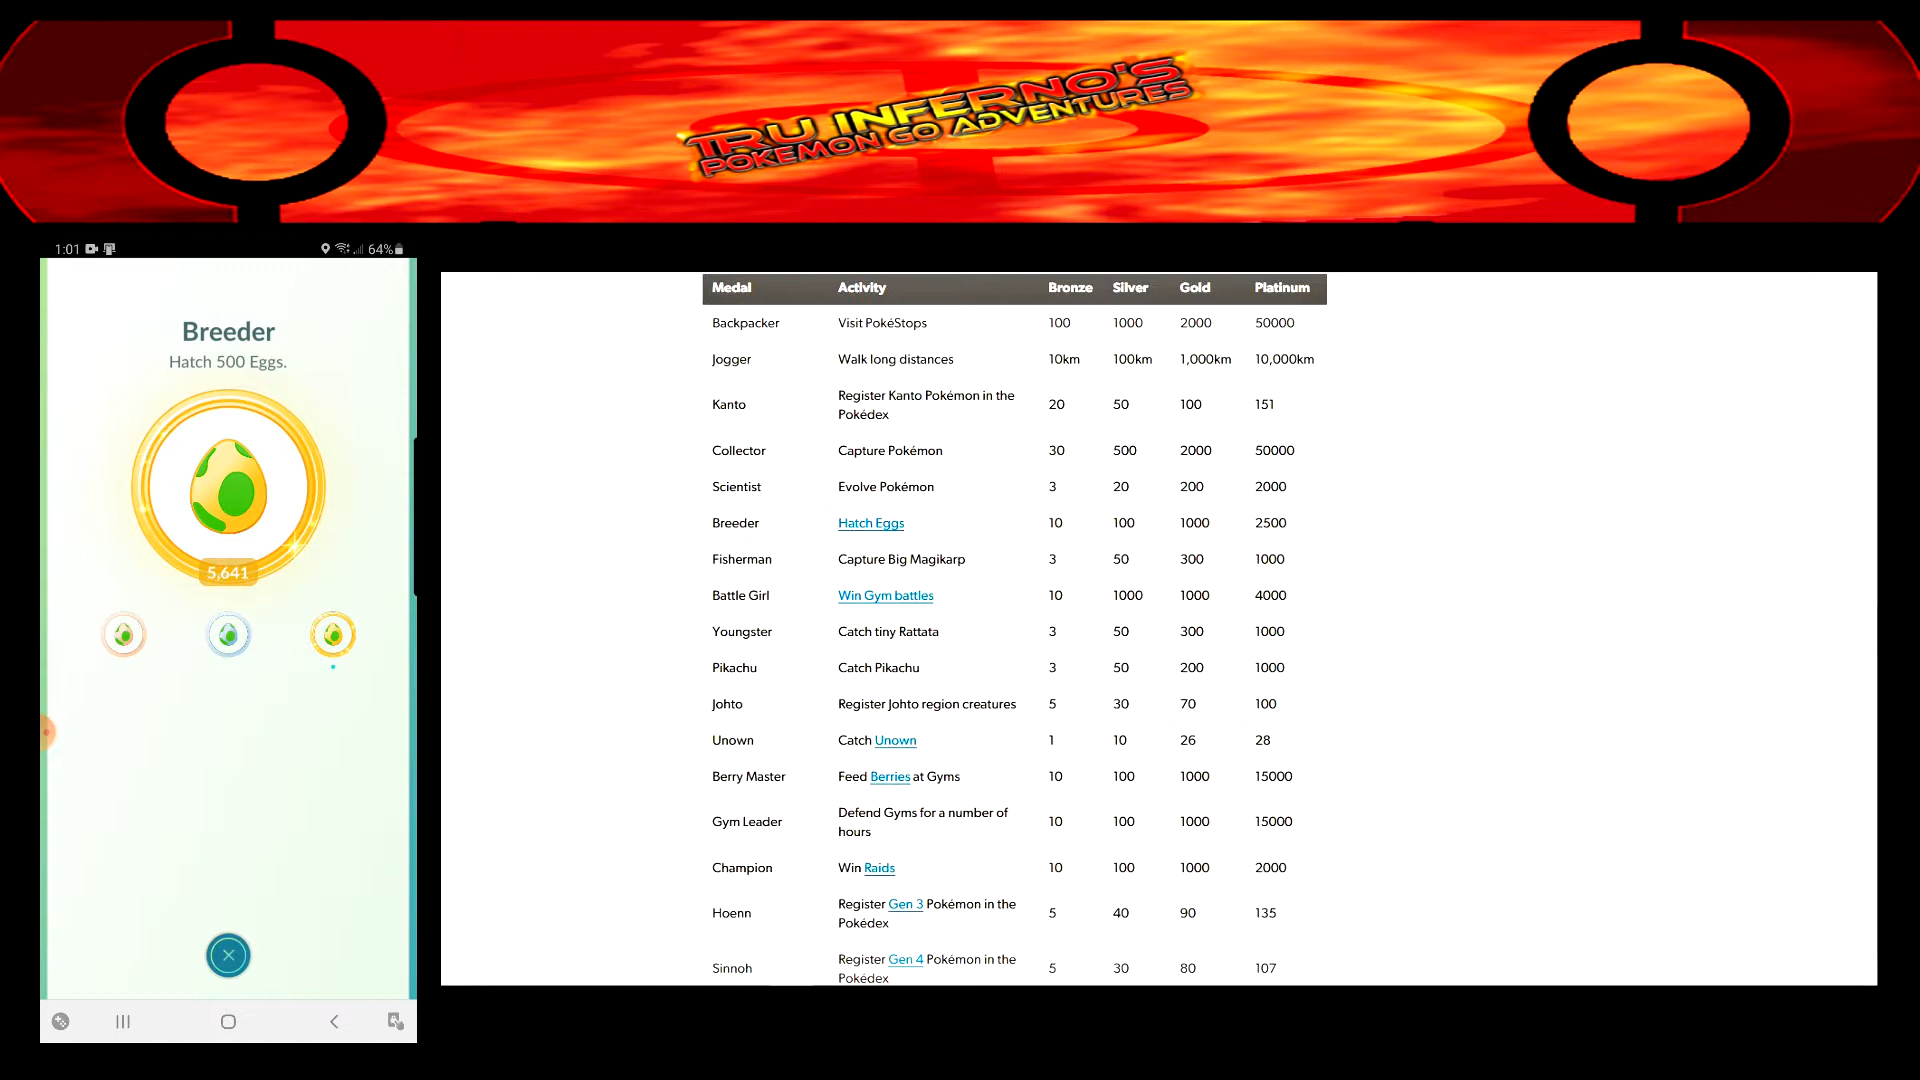 TRU INFERNO'S
POKEMON GO ADVENTURES
1:01
64%
Breeder
Hatch 500 Eggs.
5,641
Medal Activity Bronze Silver Gold Platinum
Backpacker Visit PokéStops 100 1000 2000 50000
Jogger Walk long distances 10km 100km 1,000km 10,000km
Kanto Register Kanto Pokémon in the 20 50 100 151
Pokédex
Collector Capture Pokémon 30 500 2000 50000
Scientist Evolve Pokémon 3 20 200 2000
Breeder Hatch Eggs 10 100 1000 2500
Fisherman Capture Big Magikarp 3 50 300 1000
Battle Girl Win Gym battles 10 1000 1000 4000
Youngster Catch tiny Rattata 3 50 300 1000
Pikachu Catch Pikachu 3 50 200 1000
Johto Register Johto region creatures 5 30 70 100
Unown Catch Unown 1 10 26 28
Berry Master Feed Berries at Gyms 10 100 1000 15000
Gym Leader Defend Gyms for a number of 10 100 1000 15000
hours
Champion Win Raids 10 100 1000 2000
Hoenn Register Gen 3 Pokémon in the 5 40 90 135
Pokédex
Sinnoh Register Gen 4 Pokémon in the 5 30 80 107
Pokédex